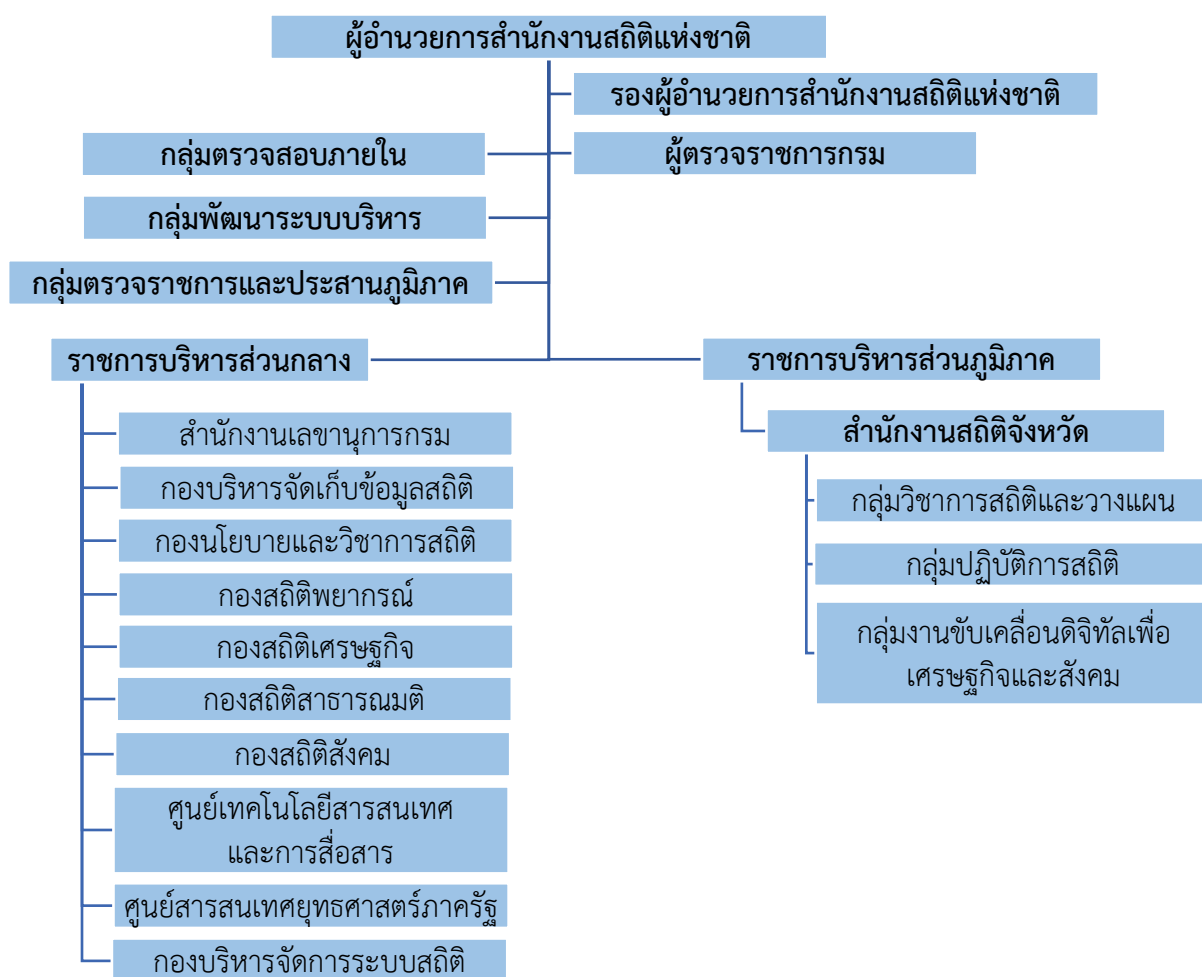 ผู้อำนวยการสำนักงานสถิติแห่งชาติ
รองผู้อำนวยการสำนักงานสถิติแห่งชาติ
กลุ่มตรวจสอบภายใน
ผู้ตรวจราชการกรม
กลุ่มพัฒนาระบบบริหาร
กลุ่มตรวจราชการและประสานภูมิภาค
ราชการบริหารส่วนกลาง
สำนักงานเลขานุการกรม
กองบริหารจัดเก็บข้อมูลสถิติ
กองนโยบายและวิชาการสถิติ
กองสถิติพยากรณ์
กองสถิติเศรษฐกิจ
กองสถิติสาธารณมติ
กองสถิติสังคม
ศูนย์เทคโนโลยีสารสนเทศ
และการสื่อสาร
ศูนย์สารสนเทศยุทธศาสตร์ภาครัฐ
กองบริหารจัดการระบบสถิติ
ราชการบริหารส่วนภูมิภาค
สำนักงานสถิติจังหวัด
กลุ่มวิชาการสถิติและวางแผน
กลุ่มปฏิบัติการสถิติ
กลุ่มงานขับเคลื่อนดิจิทัลเพื่อ
เศรษฐกิจและสังคม